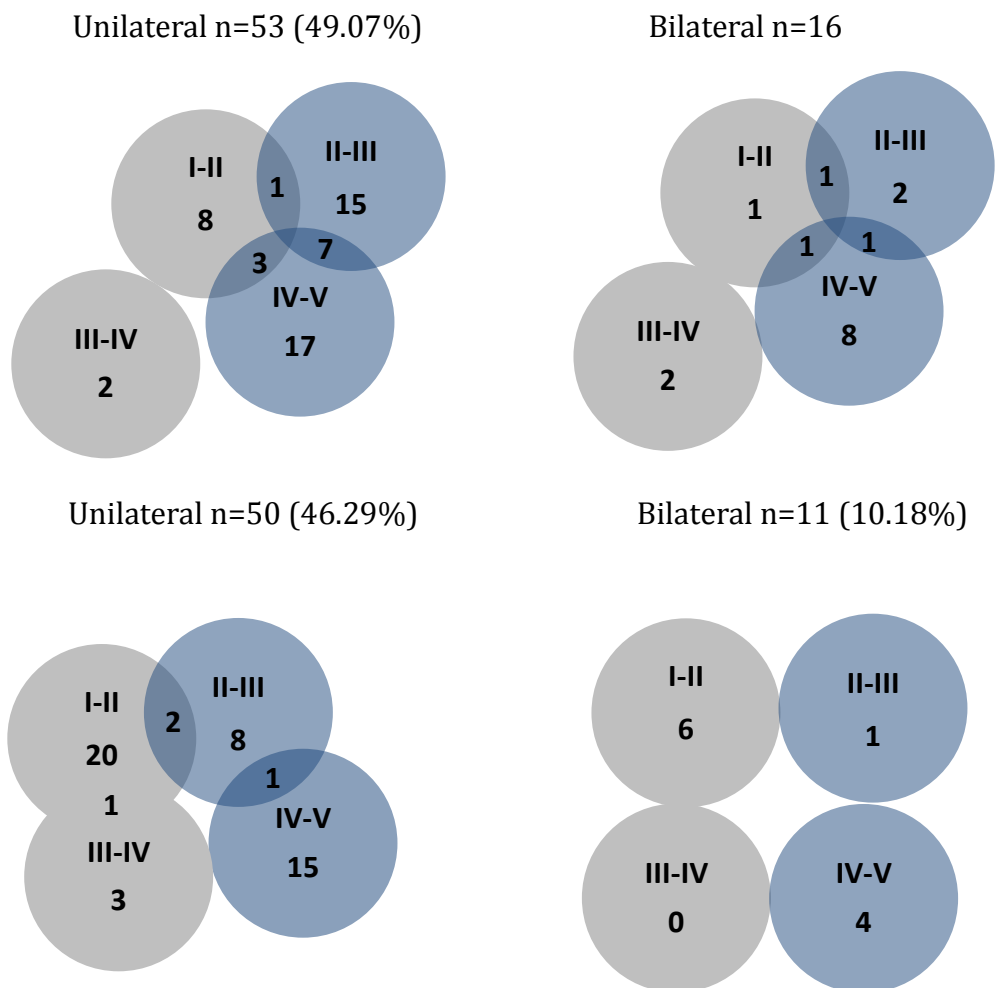 Unilateral n=53 (49.07%)
I-II
8
1
II-III
15
3
7
IV-V
17
III-IV
2
Bilateral n=16
I-II
1
1
II-III
2
1
1
IV-V
8
III-IV
2
Unilateral n=50 (46.29%)
I-II
20
2
II-III
8
1
1
IV-V
15
III-IV
3
Bilateral n=11 (10.18%)
I-II
6
II-III
1
III-IV
0
IV-V
4